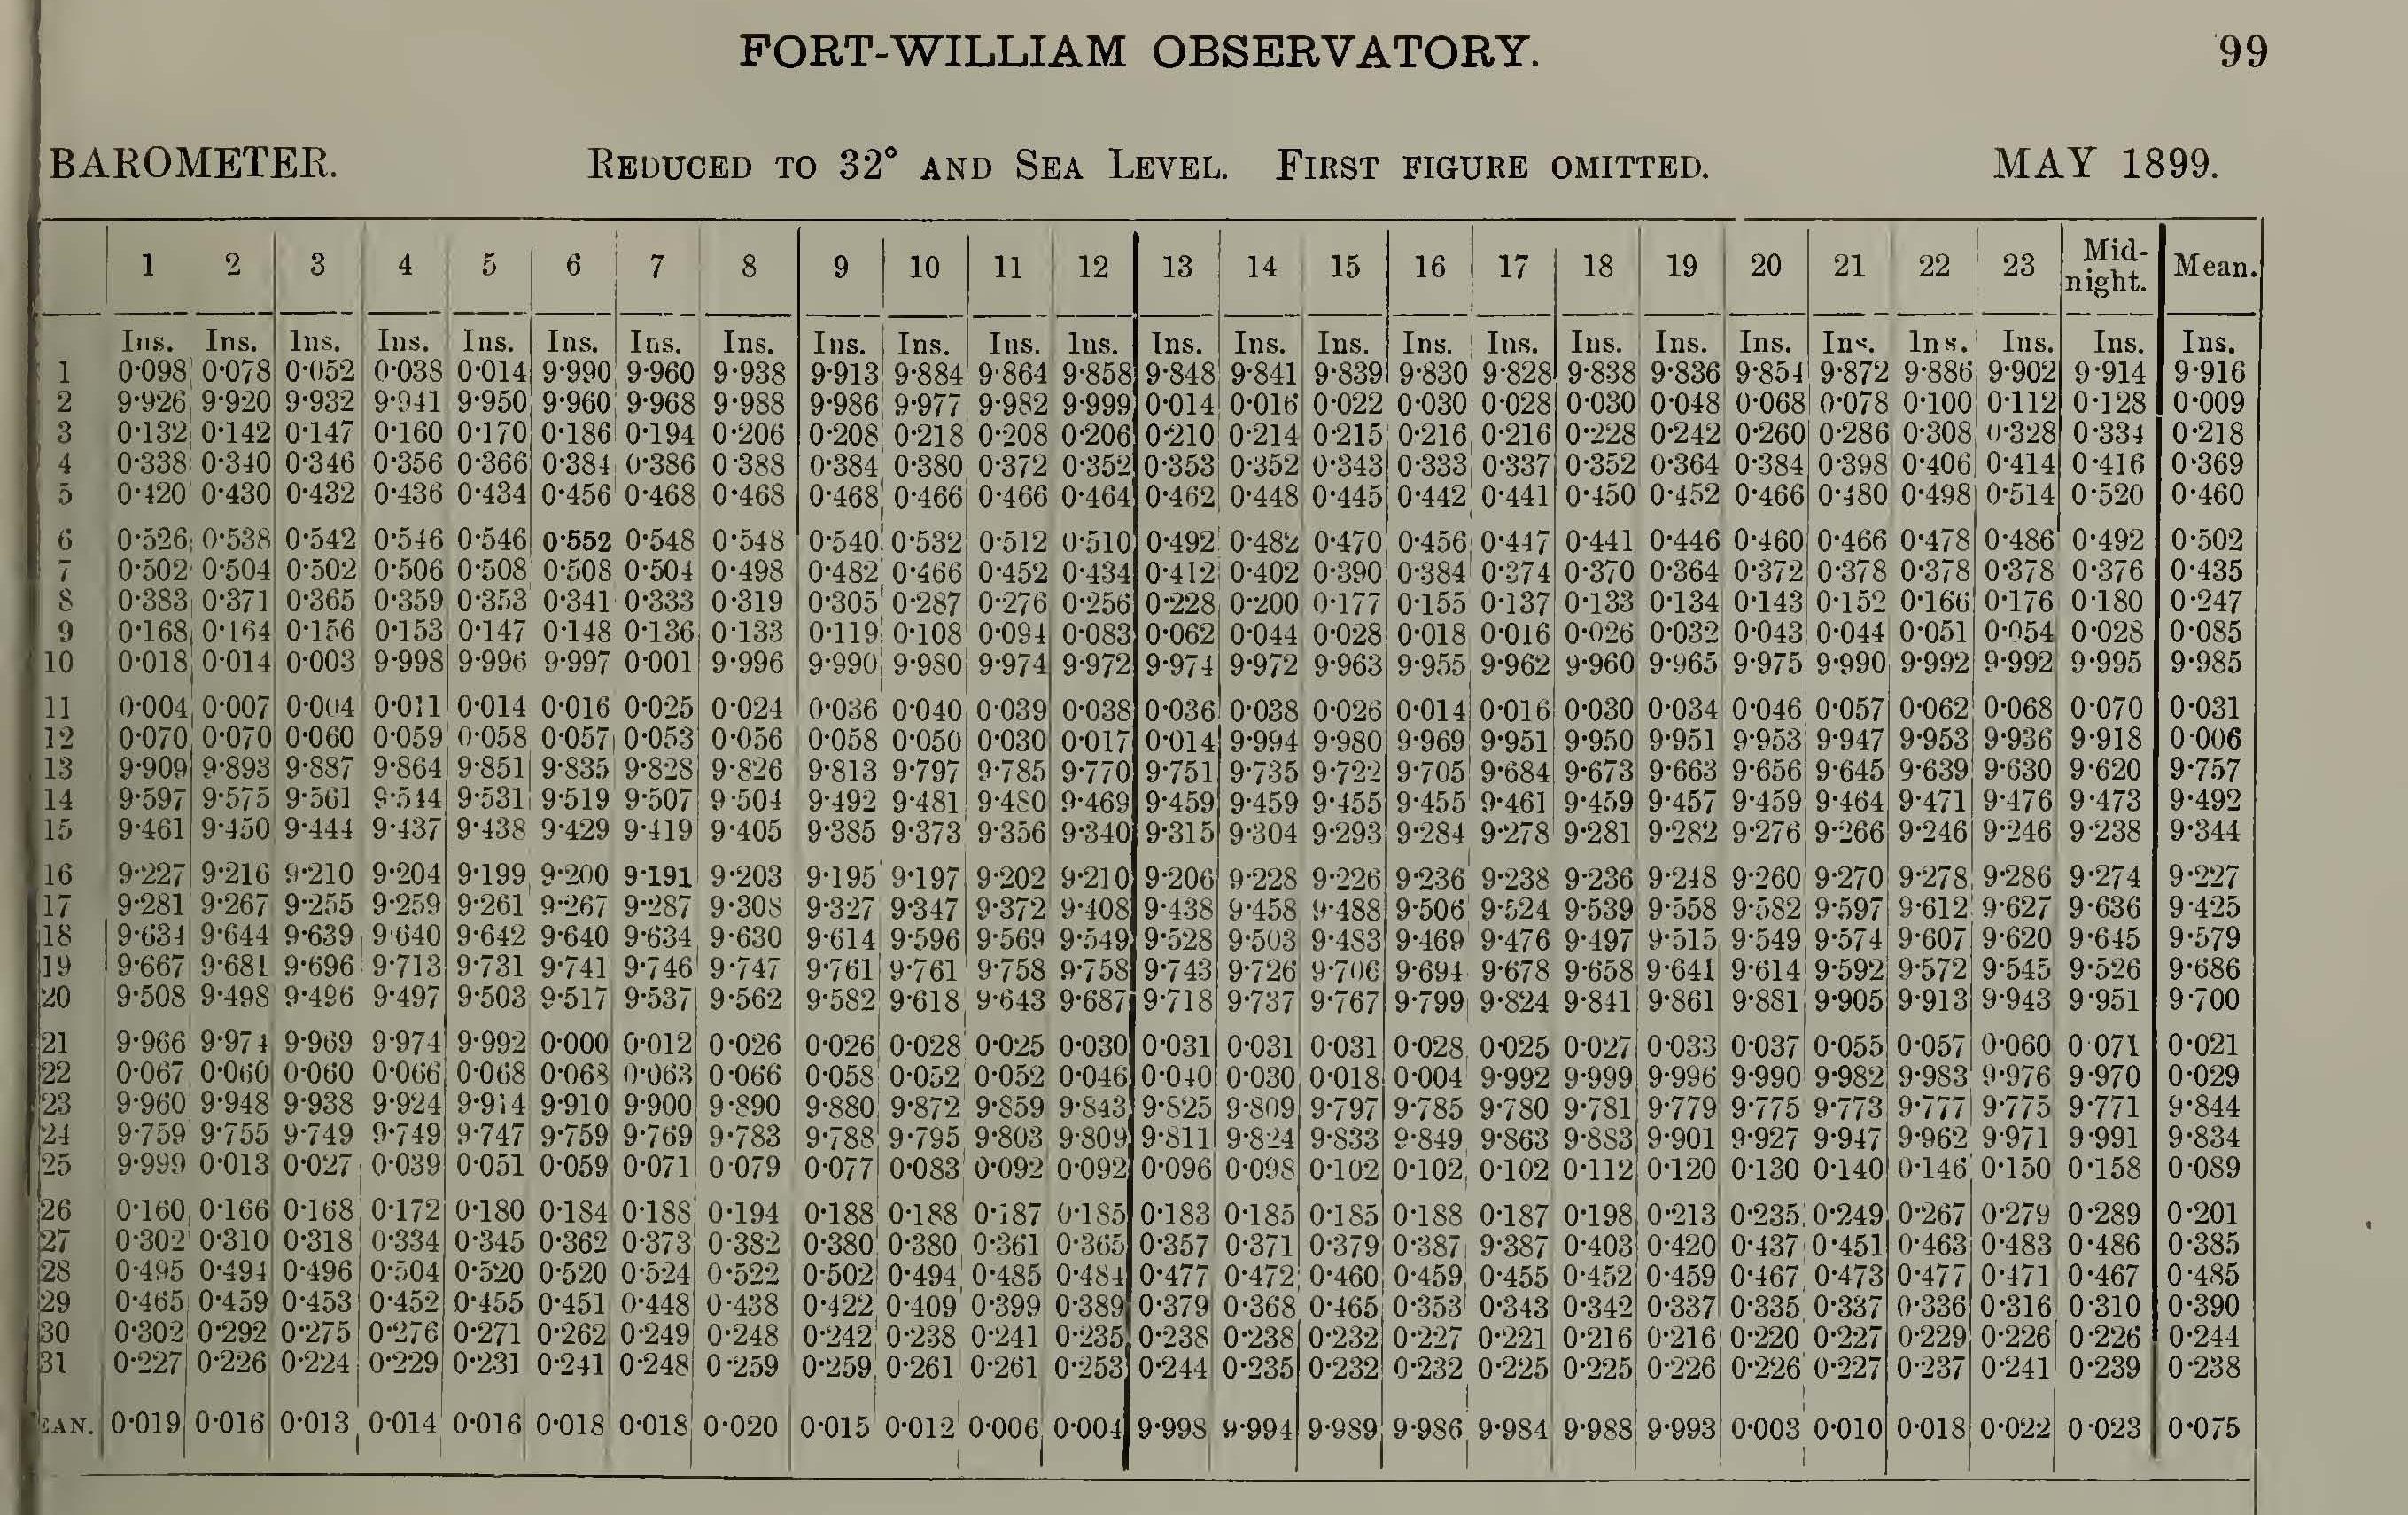 FORT-WILLIAM OBSERVATORY. 99
BAROMETER. REDUCED TO 32° AND SEA LEVEL. FIRST FIGURE OMITTED. MAY 1899.
1 2 3 4 5 6 7 8 9 10 11 12 13 14 15 16 17 18 19 20 21 22 23 Mid-night. Mean.
Ins. Ins. Ins. Ins. Ins. Ins. Ins. Ins. Ins. Ins. Ins. Ins. Ins. Ins. Ins. Ins. Ins. Ins. Ins. Ins. Ins. Ins. Ins. Ins. Ins.
1 0·098 0·078 0·052 0·038 0·014 9·990 9·960 9·938 9·913 9·884 9·864 9·858 9·848 9·841 9·839 9·830 9·828 9·838 9·836 9·854 9·872 9·886 9·902 9·914 9·916
2 9·926 9·920 9·932 9·941 9·950 9·960 9·968 9·988 9·986 9·977 9·982 9·999 0·014 0·016 0·022 0·030 0·028 0·030 0·048 0·068 0·078 0·100 0·112 0·128 0·009
3 0·132 0·142 0·147 0·160 0·170 0·186 0·194 0·206 0·208 0·218 0·208 0·206 0·210 0·214 0·215 0·216 0·216 0·228 0·242 0·260 0·286 0·308 0·328 0·334 0·218
4 0·338 0·340 0·346 0·356 0·366 0·384 0·386 0·388 0·384 0·380 0·372 0·352 0·353 0·352 0·343 0·333 0·337 0·352 0·364 0·384 0·398 0·406 0·414 0·416 0·369
5 0·420 0·430 0·432 0·436 0·434 0·456 0·468 0·468 0·468 0·466 0·466 0·464 0·462 0·448 0·445 0·442 0·441 0·450 0·452 0·466 0·480 0·498 0·514 0·520 0·460
6 0·526 0·538 0·542 0·546 0·546 0·552 0·548 0·548 0·540 0·532 0·512 0·510 0·492 0·482 0·470 0·456 0·447 0·441 0·446 0·460 0·466 0·478 0·486 0·492 0·502
7 0·502 0·504 0·502 0·506 0·508 0·508 0·504 0·498 0·482 0·466 0·452 0·434 0·412 0·402 0·390 0·384 0·374 0·370 0·364 0·372 0·378 0·378 0·378 0·376 0·435
8 0·383 0·371 0·365 0·359 0·353 0·341 0·333 0·319 0·305 0·287 0·276 0·256 0·228 0·200 0·177 0·155 0·137 0·133 0·134 0·143 0·152 0·166 0·176 0·180 0·247
9 0·168 0·164 0·156 0·153 0·147 0·148 0·136 0·133 0·119 0·108 0·094 0·083 0·062 0·044 0·028 0·018 0·016 0·026 0·032 0·043 0·044 0·051 0·054 0·028 0·085
10 0·018 0·014 0·003 9·998 9·996 9·997 0·001 9·996 9·990 9·980 9·974 9·972 9·974 9·972 9·963 9·955 9·962 9·960 9·965 9·975 9·990 9·992 9·992 9·995 9·985
11 0·004 0·007 0·004 0·011 0·014 0·016 0·025 0·024 0·036 0·040 0·039 0·038 0·036 0·038 0·026 0·014 0·016 0·030 0·034 0·046 0·057 0·062 0·068 0·070 0·031
12 0·070 0·070 0·060 0·059 0·058 0·057 0·053 0·056 0·058 0·050 0·030 0·017 0·014 9·994 9·980 9·969 9·951 9·950 9·951 9·953 9·947 9·953 9·936 9·918 0·006
13 9·909 9·893 9·887 9·864 9·851 9·835 9·828 9·826 9·813 9·797 9·785 9·770 9·751 9·735 9·722 9·705 9·684 9·673 9·663 9·656 9·645 9·639 9·630 9·620 9·757
14 9·597 9·575 9·561 9·544 9·531 9·519 9·507 9·504 9·492 9·481 9·480 9·469 9·459 9·459 9·455 9·455 9·461 9·459 9·457 9·459 9·464 9·471 9·476 9·473 9·492
15 9·461 9·450 9·444 9·437 9·438 9·429 9·419 9·405 9·385 9·373 9·356 9·340 9·315 9·304 9·293 9·284 9·278 9·281 9·282 9·276 9·266 9·246 9·246 9·238 9·344
16 9·227 9·216 9·210 9·204 9·199 9·200 9·191 9·203 9·195 9·197 9·202 9·210 9·206 9·228 9·226 9·236 9·238 9·236 9·248 9·260 9·270 9·278 9·286 9·274 9·227
17 9·281 9·267 9·255 9·259 9·261 9·267 9·287 9·308 9·327 9·347 9·372 9·408 9·438 9·458 9·488 9·506 9·524 9·539 9·558 9·582 9·597 9·612 9·627 9·636 9·425
18 9·634 9·644 9·639 9·640 9·642 9·640 9·634 9·630 9·614 9·596 9·569 9·549 9·528 9·503 9·483 9·469 9·476 9·497 9·515 9·549 9·574 9·607 9·620 9·645 9·579
19 9·667 9·681 9·696 9·713 9·731 9·741 9·746 9·747 9·761 9·761 9·758 9·758 9·743 9·726 9·706 9·694 9·678 9·658 9·641 9·614 9·592 9·572 9·545 9·526 9·686
20 9·508 9·498 9·496 9·497 9·503 9·517 9·537 9·562 9·582 9·618 9·643 9·687 9·718 9·737 9·767 9·799 9·824 9·841 9·861 9·881 9·905 9·913 9·943 9·951 9·700
21 9·966 9·974 9·969 9·974 9·992 0·000 0·012 0·026 0·026 0·028 0·025 0·030 0·031 0·031 0·031 0·028 0·025 0·027 0·033 0·037 0·055 0·057 0·060 0·071 0·021
22 0·067 0·060 0·060 0·066 0·068 0·068 0·063 0·066 0·058 0·052 0·052 0·046 0·040 0·030 0·018 0·004 9·992 9·999 9·996 9·990 9·982 9·983 9·976 9·970 0·029
23 9·960 9·948 9·938 9·924 9·914 9·910 9·900 9·890 9·880 9·872 9·859 9·843 9·825 9·809 9·797 9·785 9·780 9·781 9·779 9·775 9·773 9·777 9·775 9·771 9·844
24 9·759 9·755 9·749 9·749 9·747 9·759 9·769 9·783 9·788 9·795 9·803 9·809 9·811 9·824 9·833 9·849 9·863 9·883 9·901 9·927 9·947 9·962 9·971 9·991 9·834
25 9·999 0·013 0·027 0·039 0·051 0·059 0·071 0·079 0·077 0·083 0·092 0·092 0·096 0·098 0·102 0·102 0·102 0·112 0·120 0·130 0·140 0·146 0·150 0·158 0·089
26 0·160 0·166 0·168 0·172 0·180 0·184 0·188 0·194 0·188 0·188 0·187 0·185 0·183 0·185 0·185 0·188 0·187 0·198 0·213 0·235 0·249 0·267 0·279 0·289 0·201
27 0·302 0·310 0·318 0·334 0·345 0·362 0·373 0·382 0·380 0·380 0·361 0·365 0·357 0·371 0·379 0·387 9·387 0·403 0·420 0·437 0·451 0·463 0·483 0·486 0·385
28 0·495 0·494 0·496 0·504 0·520 0·520 0·524 0·522 0·502 0·494 0·485 0·484 0·477 0·472 0·460 0·459 0·455 0·452 0·459 0·467 0·473 0·477 0·471 0·467 0·485
29 0·465 0·459 0·453 0·452 0·455 0·451 0·448 0·438 0·422 0·409 0·399 0·389 0·379 0·368 0·465 0·353 0·343 0·342 0·337 0·335 0·337 0·336 0·316 0·310 0·390
30 0·302 0·292 0·275 0·276 0·271 0·262 0·249 0·248 0·242 0·238 0·241 0·235 0·238 0·238 0·232 0·227 0·221 0·216 0·216 0·220 0·227 0·229 0·226 0·226 0·244
31 0·227 0·226 0·224 0·229 0·231 0·241 0·248 0·259 0·259 0·261 0·261 0·253 0·244 0·235 0·232 0·232 0·225 0·225 0·226 0·226 0·227 0·237 0·241 0·239 0·238
EAN. 0·019 0·016 0·013 0·014 0·016 0·018 0·018 0·020 0·015 0·012 0·006 0·004 9·998 9·994 9·989 9·986 9·984 9·988 9·993 0·003 0·010 0·018 0·022 0·023 0·075